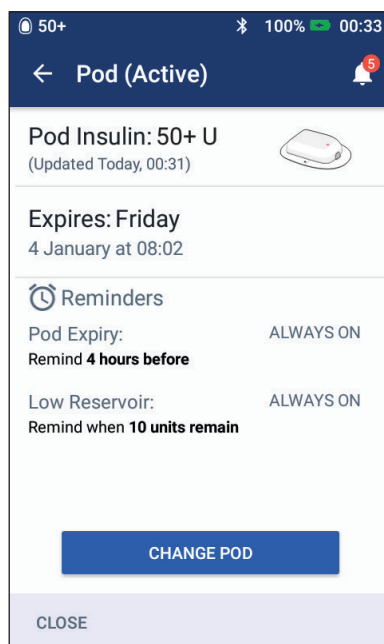 50+ 100% 00:33
Pod (Active) 5
Pod Insulin: 50+ U
(Updated Today, 00:31)
Expires: Friday
4 January at 08:02
Reminders
Pod Expiry: ALWAYS ON
Remind 4 hours before
Low Reservoir: ALWAYS ON
Remind when 10 units remain
CHANGE POD
CLOSE